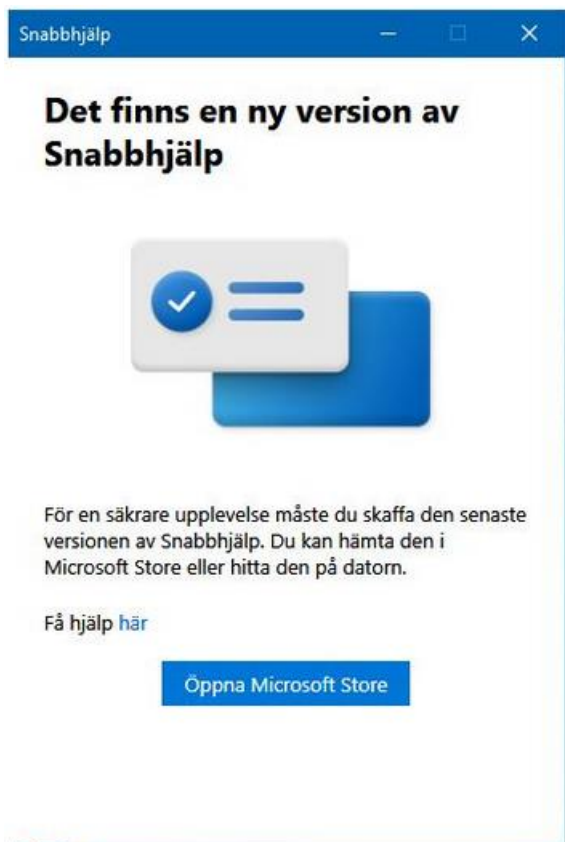 Snabbhjälp
Det finns en ny version av
Snabbhjälp
För en säkrare upplevelse måste du skaffa den senaste
versionen av Snabbhjälp. Du kan hämta den i
Microsoft Store eller hitta den på datorn.
Få hjälp här
Öppna Microsoft Store